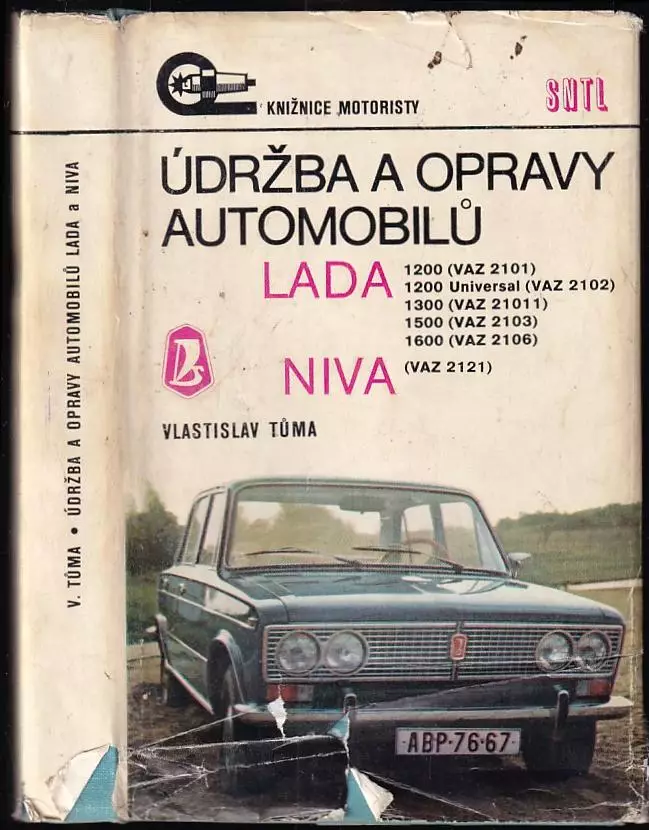 V. TŮMA • ÚDRŽBA A OPRAVY AUTOMOBILŮ LADA a NIVA
KNIŽNICE MOTORISTY
SNTL
ÚDRŽBA A OPRAVY
AUTOMOBILŮ
LADA
1200 (VAZ 2101)
1200 Universal (VAZ 2102)
1300 (VAZ 21011)
1500 (VAZ 2103)
1600 (VAZ 2106)
NIVA
(VAZ 2121)
VLASTISLAV TŮMA
ABP·76·67